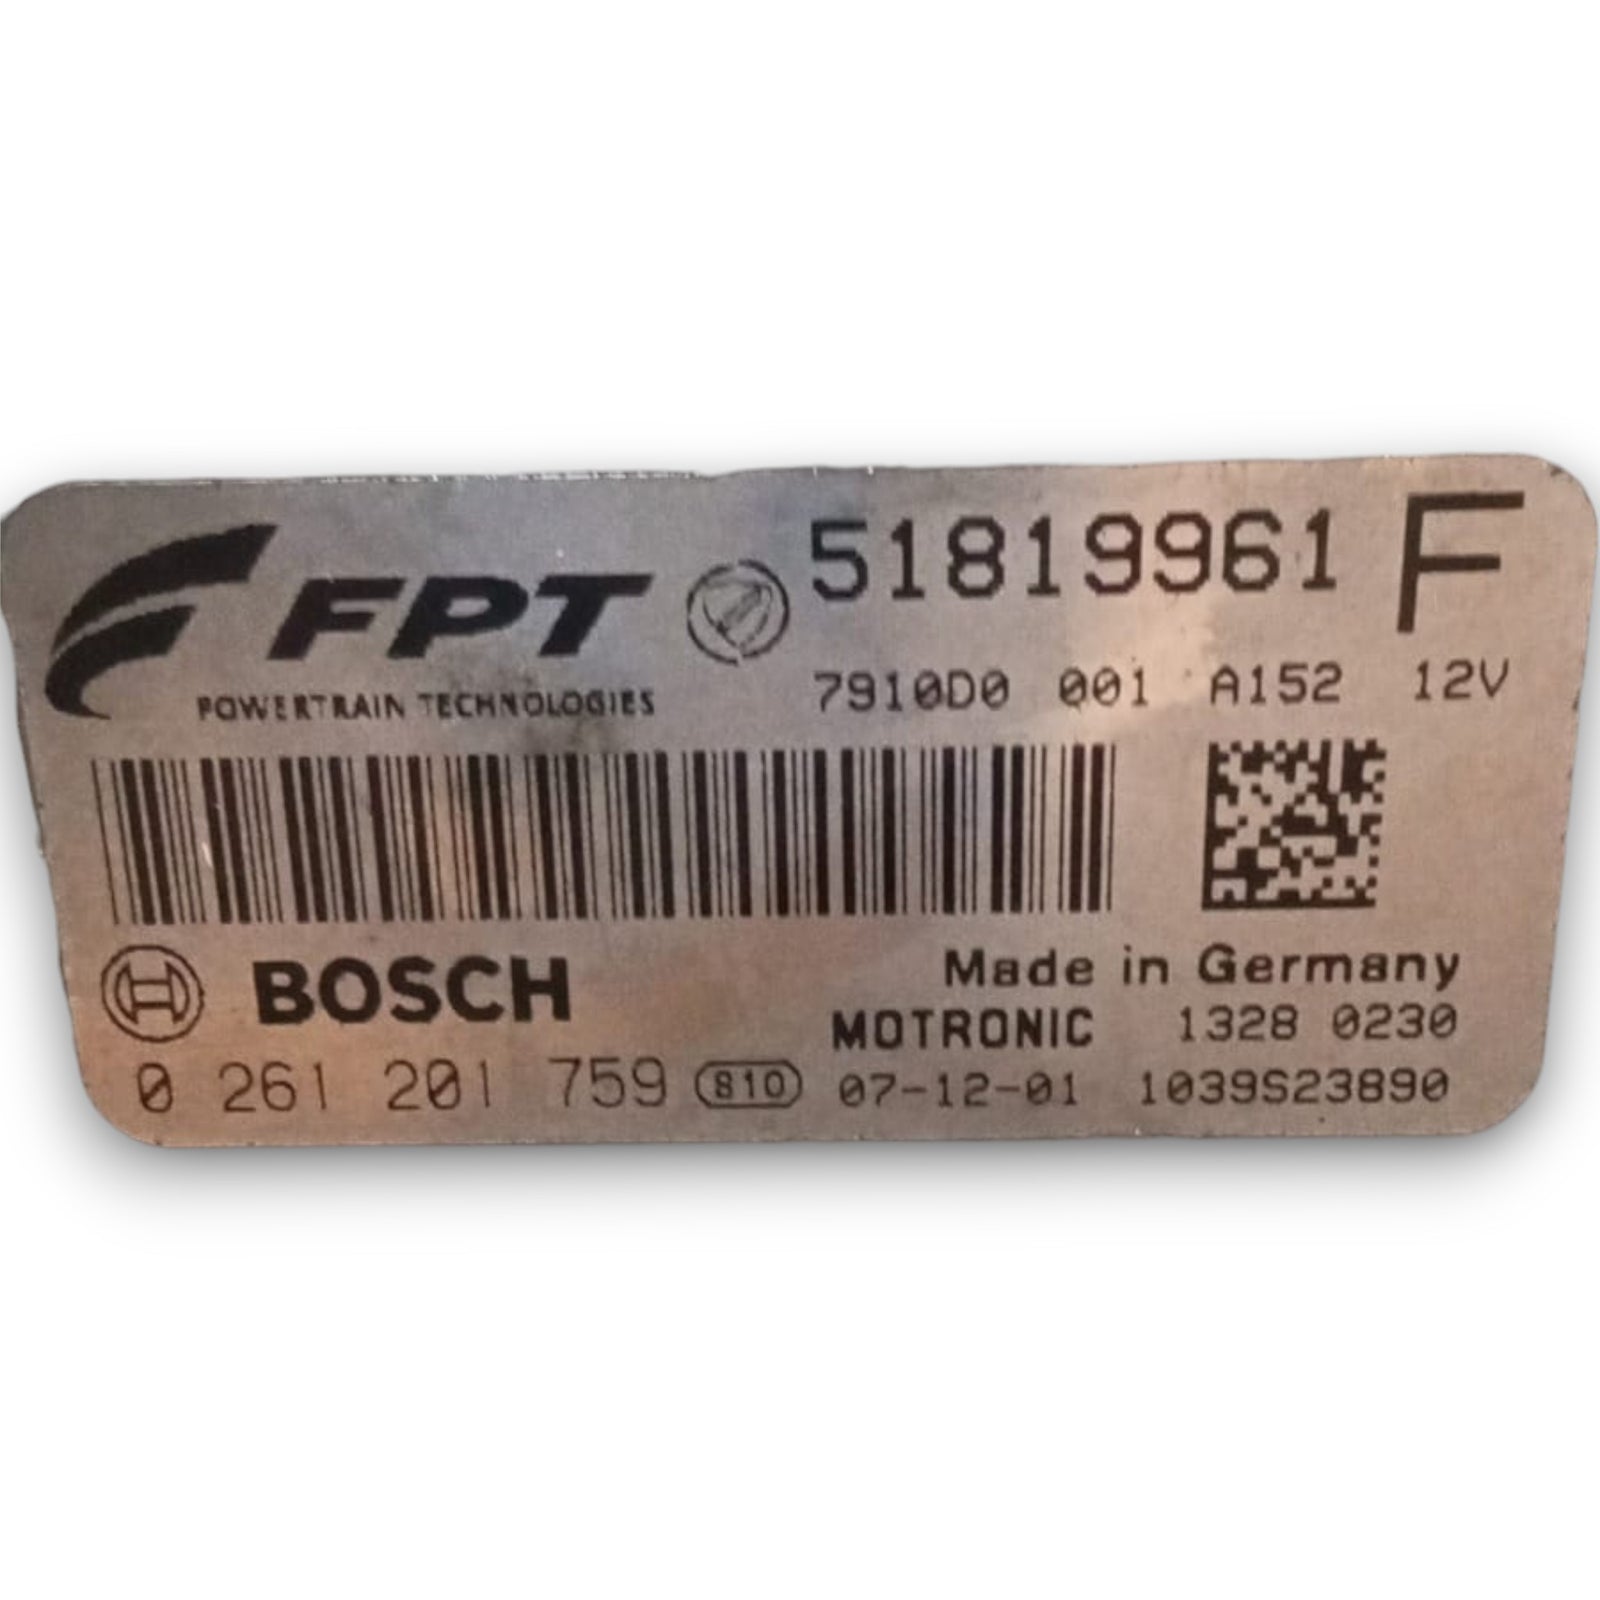 FPT 51819961 F
POWERTRAIN TECHNOLOGIES 7910D0 001 A152 12V
BOSCH Made in Germany
MOTRONIC 1328 0230
0 261 201 759 S10 07-12-01 1039S23890